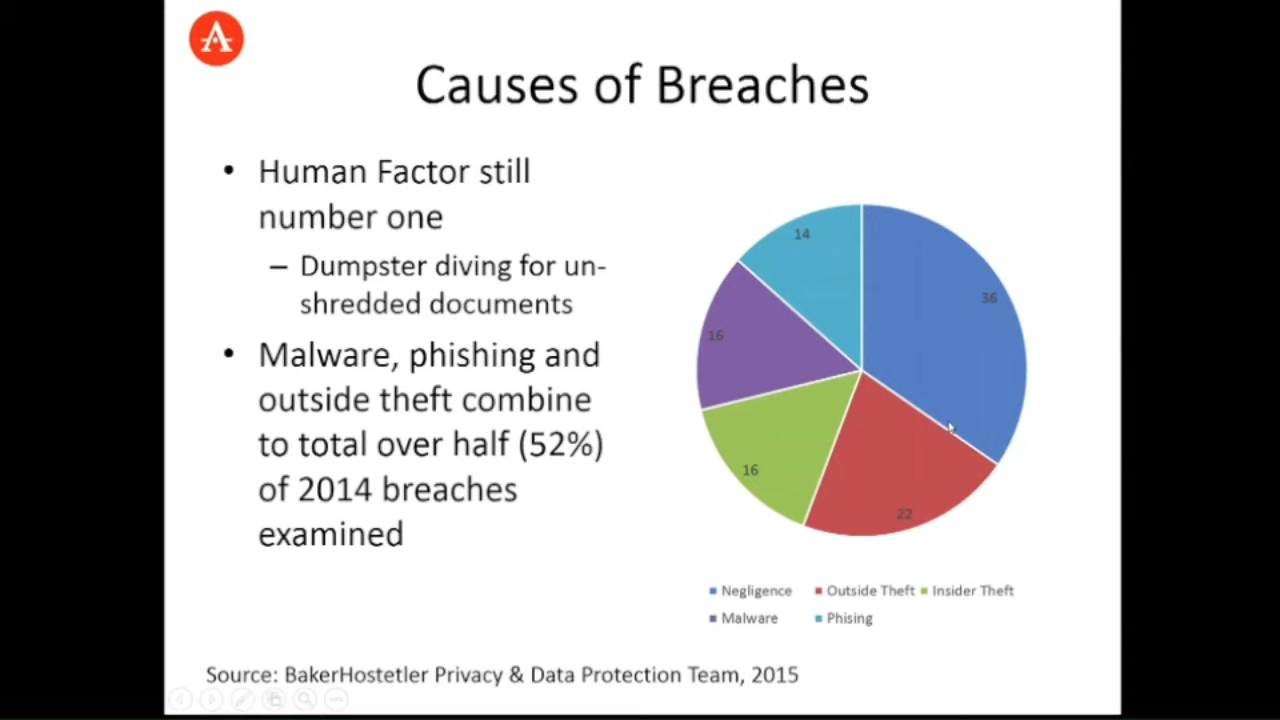 A
Causes of Breaches
• Human Factor still
number one
– Dumpster diving for un-
shredded documents
• Malware, phishing and
outside theft combine
to total over half (52%)
of 2014 breaches
examined
14
36
16
16
22
Negligence Outside Theft Insider Theft
Malware Phising
Source: BakerHostetler Privacy & Data Protection Team, 2015